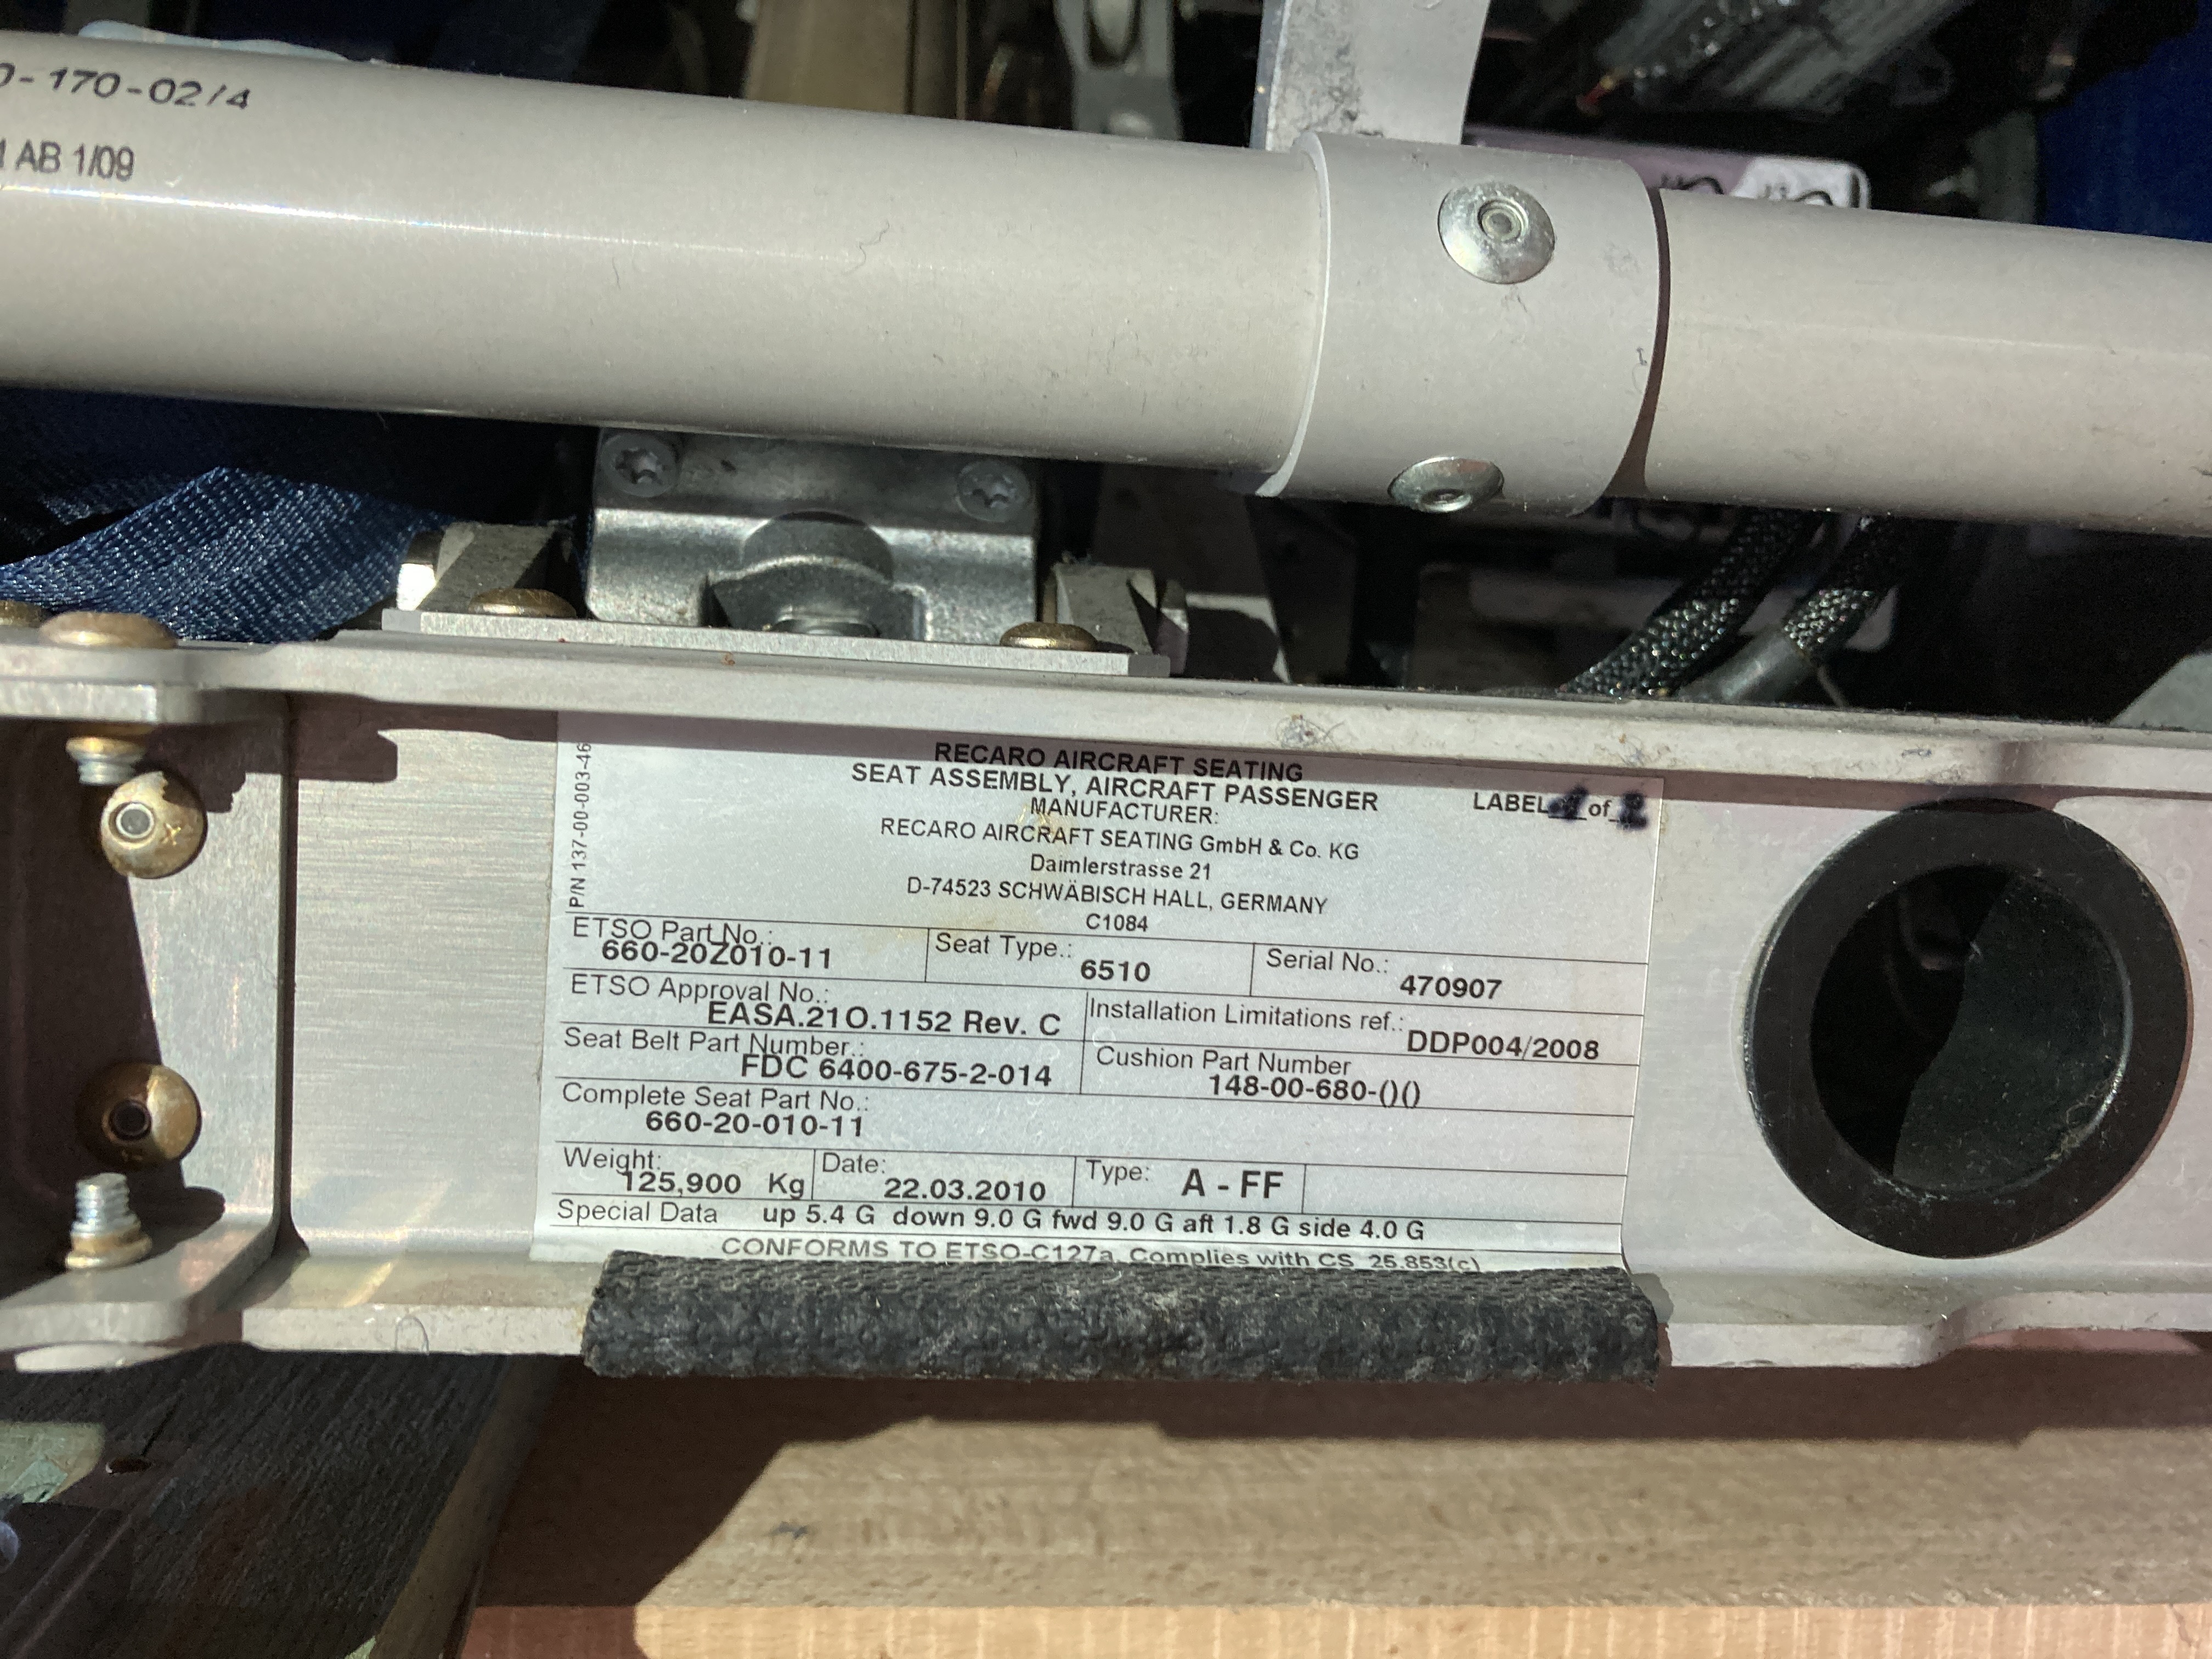 0-170-02/4
AB 1/09
P/N 137-00-003-46
RECARO AIRCRAFT SEATING
SEAT ASSEMBLY, AIRCRAFT PASSENGER
LABEL 1 of 2
MANUFACTURER:
RECARO AIRCRAFT SEATING GmbH & Co. KG
Daimlerstrasse 21
D-74523 SCHWÄBISCH HALL, GERMANY
C1084
ETSO Part No.: 660-20Z010-11 Seat Type.: 6510 Serial No.: 470907
ETSO Approval No.: EASA.21O.1152 Rev. C Installation Limitations ref.: DDP004/2008
Seat Belt Part Number.: FDC 6400-675-2-014 Cushion Part Number 148-00-680-()()
Complete Seat Part No.: 660-20-010-11
Weight: 125,900 Kg Date: 22.03.2010 Type: A - FF
Special Data up 5.4 G down 9.0 G fwd 9.0 G aft 1.8 G side 4.0 G
CONFORMS TO ETSO-C127a, Complies with CS 25.853(c)